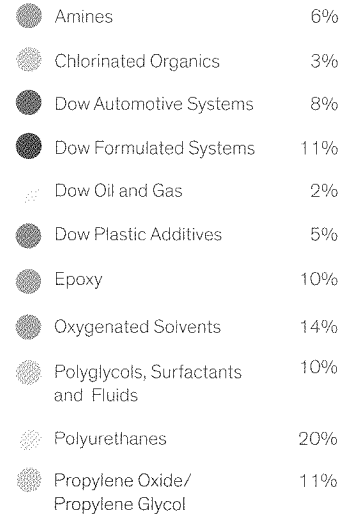 Amines 6%
Chlorinated Organics 3%
Dow Automotive Systems 8%
Dow Formulated Systems 11%
Dow Oil and Gas 2%
Dow Plastic Additives 5%
Epoxy 10%
Oxygenated Solvents 14%
Polyglycols, Surfactants 10%
and Fluids
Polyurethanes 20%
Propylene Oxide/ 11%
Propylene Glycol